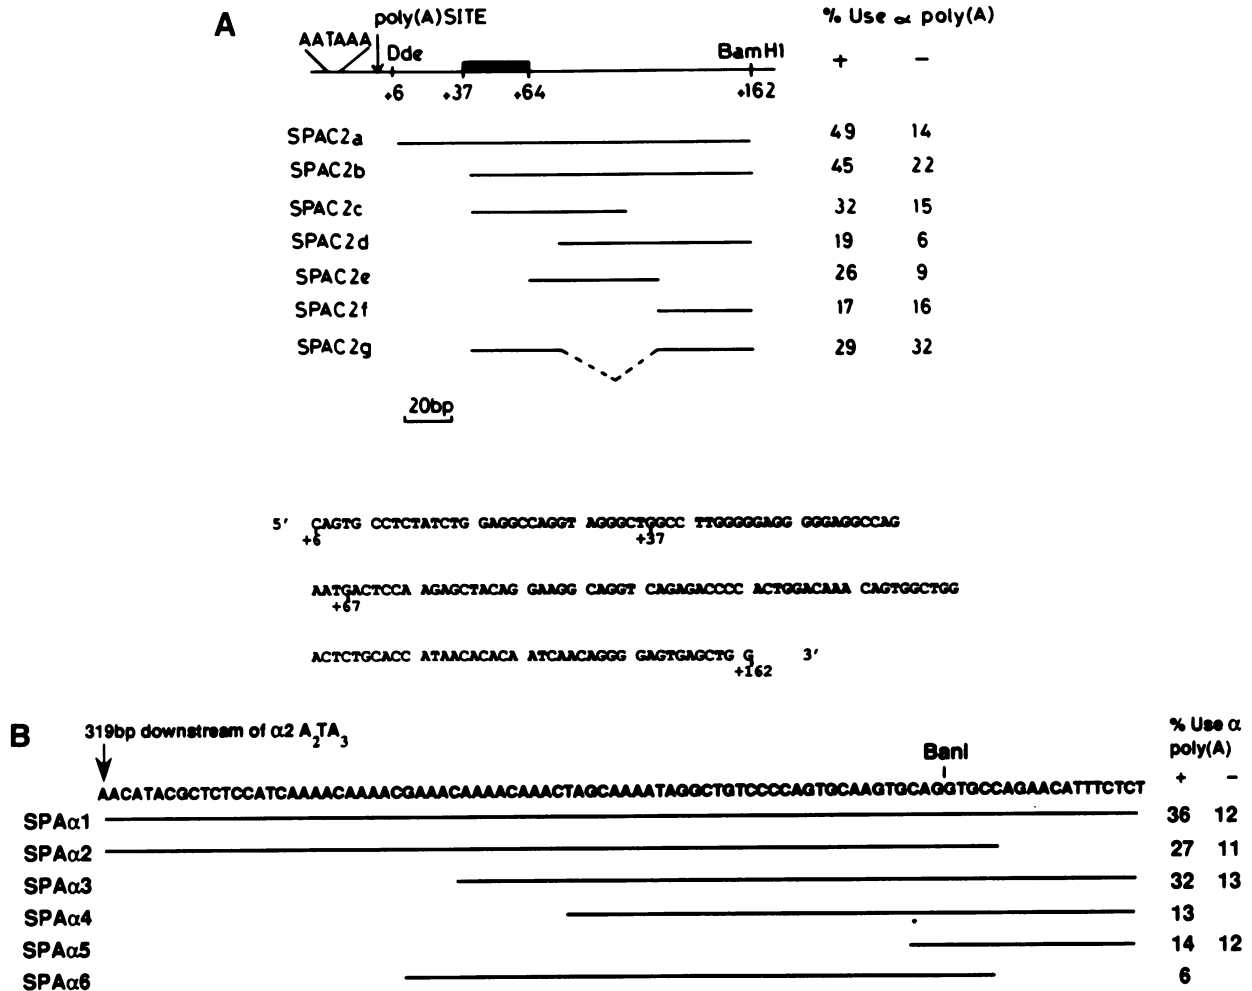 A
poly(A)SITE
% Use α poly(A)
AATAAA
Dde
BamH1
+ −
+6 +37 +64 +162
SPAC2a 49 14
SPAC2b 45 22
SPAC2c 32 15
SPAC2d 19 6
SPAC2e 26 9
SPAC2f 17 16
SPAC2g 29 32
20bp
5' CAGTG CCTCTATCTG GAGGCCAGGT AGGGCTGGCC TTGGGGGAGG GGGAGGCCAG
+6 +37
AATGACTCCA AGAGCTACAG GAAGG CAGGT CAGAGACCCC ACTGGACAAA CAGTGGCTGG
+67
ACTCTGCACC ATAACACACA ATCAACAGGG GAGTGAGCTG G 3'
+162
B
319bp downstream of α2 A2TA3
% Use α
poly(A)
BanI
+ −
AACATACGCTCTCCATCAAAACAAAACGAAACAAAACAAACTAGCAAAATAGGCTGTCCCCAGTGCAAGTGCAGGTGCCAGAACATTTCTCT
SPAα1 36 12
SPAα2 27 11
SPAα3 32 13
SPAα4 13
SPAα5 14 12
SPAα6 6